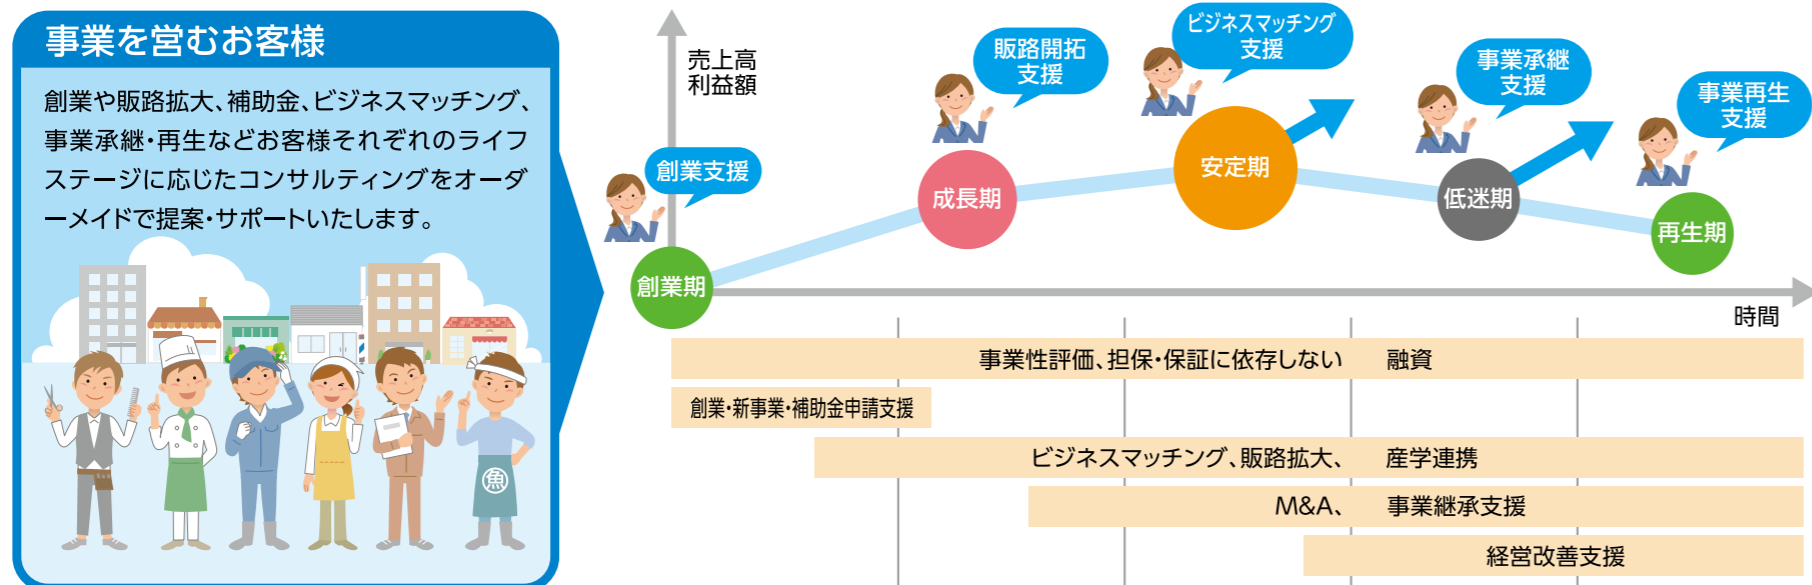 事業を営むお客様
創業や販路拡大、補助金、ビジネスマッチング、
事業承継・再生などお客様それぞれのライフ
ステージに応じたコンサルティングをオーダ
ーメイドで提案・サポートいたします。
魚
売上高
利益額
創業支援
販路開拓
支援
ビジネスマッチング
支援
事業承継
支援
事業再生
支援
創業期
成長期
安定期
低迷期
再生期
時間
事業性評価、担保・保証に依存しない 融資
創業・新事業・補助金申請支援
ビジネスマッチング、販路拡大、 産学連携
M&A、 事業継承支援
経営改善支援